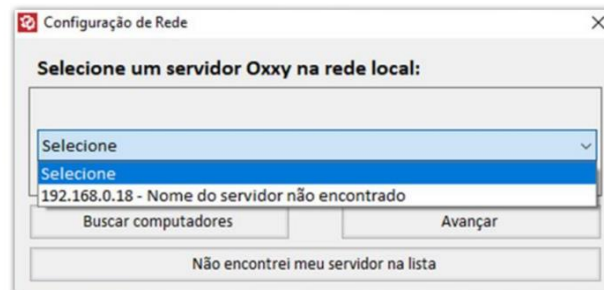 Configuração de Rede
Selecione um servidor Oxxy na rede local:
Selecione
Selecione
192.168.0.18 - Nome do servidor não encontrado
Buscar computadores
Avançar
Não encontrei meu servidor na lista